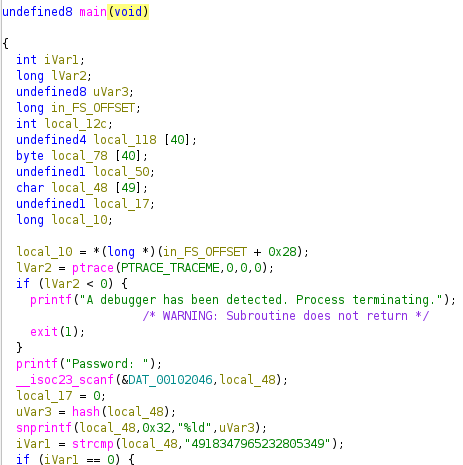 undefined8 main(void)
{
int iVar1;
long lVar2;
undefined8 uVar3;
long in_FS_OFFSET;
int local_12c;
undefined4 local_118 [40];
byte local_78 [40];
undefined1 local_50;
char local_48 [49];
undefined1 local_17;
long local_10;
local_10 = *(long *)(in_FS_OFFSET + 0x28);
lVar2 = ptrace(PTRACE_TRACEME,0,0,0);
if (lVar2 < 0) {
printf("A debugger has been detected. Process terminating.");
/* WARNING: Subroutine does not return */
exit(1);
}
printf("Password: ");
__isoc23_scanf(&DAT_00102046,local_48);
local_17 = 0;
uVar3 = hash(local_48);
snprintf(local_48,0x32,"%ld",uVar3);
iVar1 = strcmp(local_48,"4918347965232805349");
if (iVar1 == 0) {